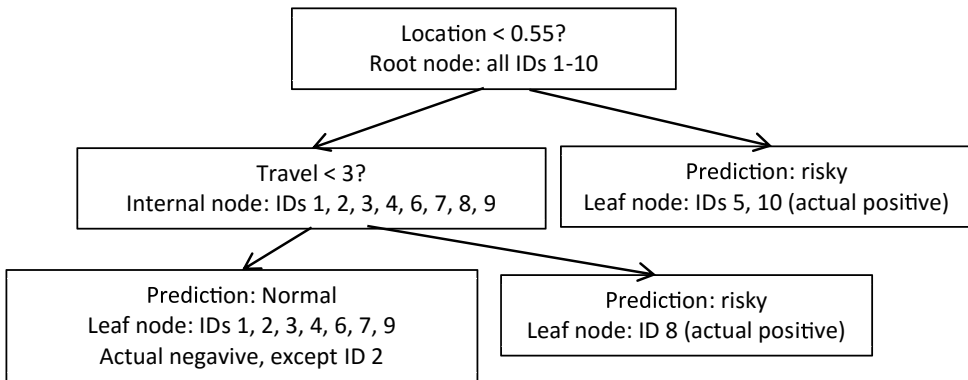 Location < 0.55?
Root node: all IDs 1-10
Travel < 3?
Internal node: IDs 1, 2, 3, 4, 6, 7, 8, 9
Prediction: risky
Leaf node: IDs 5, 10 (actual positive)
Prediction: Normal
Leaf node: IDs 1, 2, 3, 4, 6, 7, 9
Actual negavive, except ID 2
Prediction: risky
Leaf node: ID 8 (actual positive)